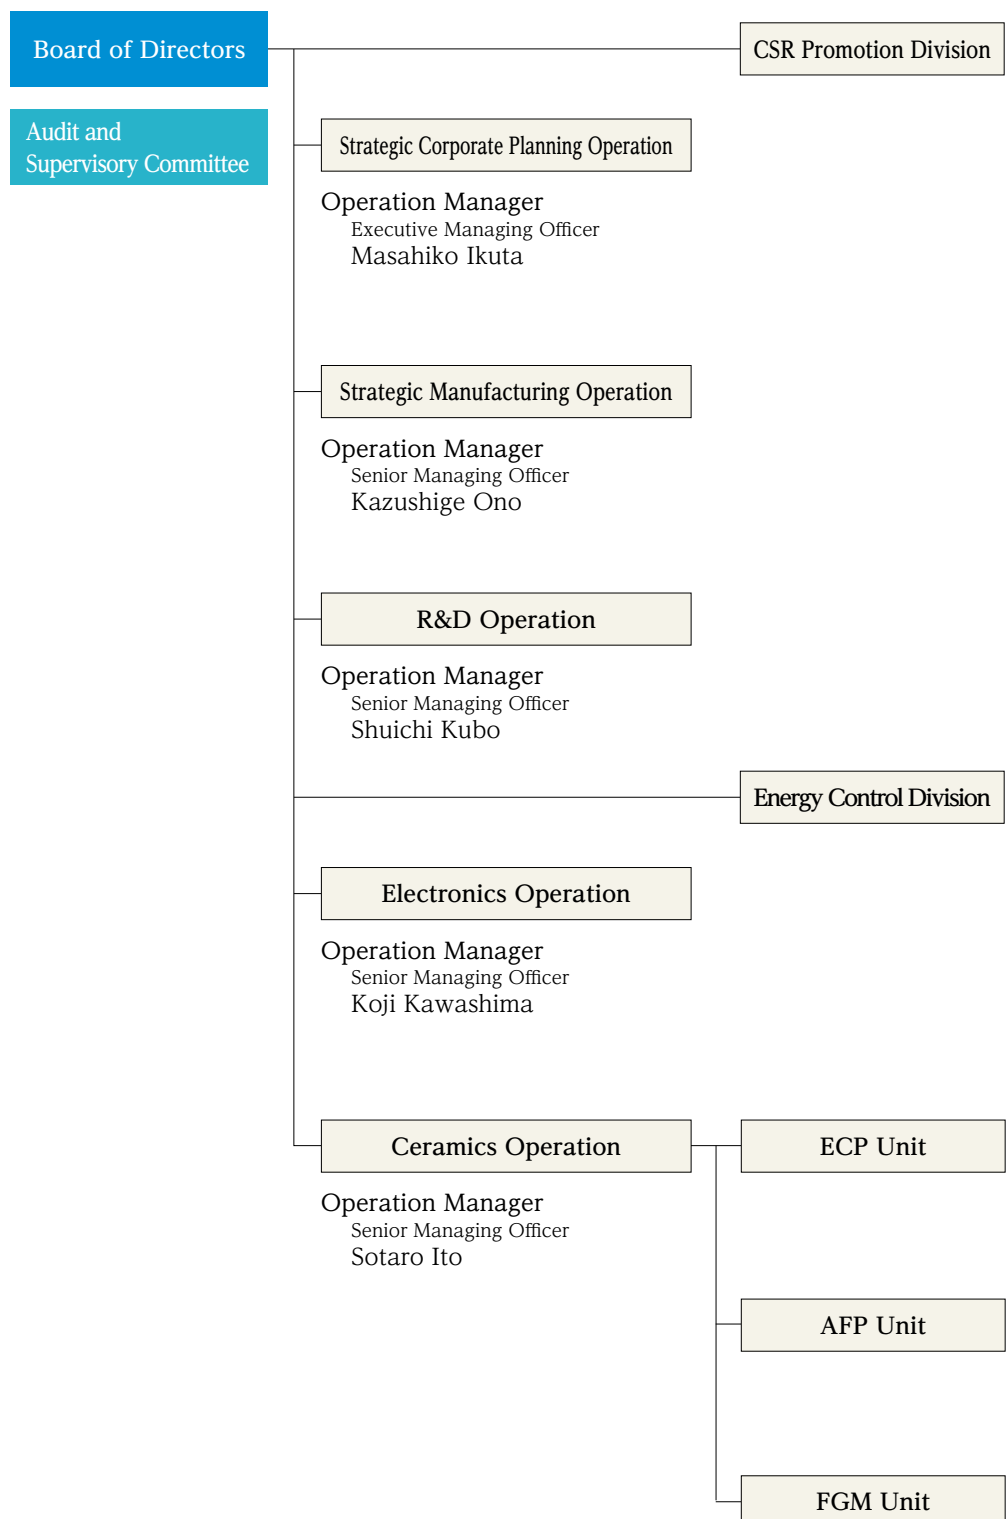 Board of Directors
CSR Promotion Division
Audit and
Supervisory Committee
Strategic Corporate Planning Operation
Operation Manager
Executive Managing Officer
Masahiko Ikuta
Strategic Manufacturing Operation
Operation Manager
Senior Managing Officer
Kazushige Ono
R&D Operation
Operation Manager
Senior Managing Officer
Shuichi Kubo
Energy Control Division
Electronics Operation
Operation Manager
Senior Managing Officer
Koji Kawashima
Ceramics Operation
ECP Unit
Operation Manager
Senior Managing Officer
Sotaro Ito
AFP Unit
FGM Unit